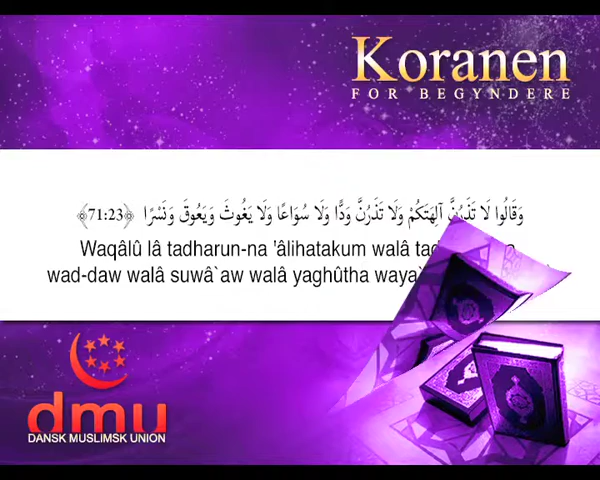 Koranen
FOR BEGYNDERE
وَقَالُوا لَا تَذَرُنَّ آلِهَتَكُمْ وَلَا تَذَرُنَّ وَدًّا وَلَا سُوَاعًا وَلَا يَغُوثَ وَيَعُوقَ وَنَسْرًا ﴿71:23﴾
Waqâlû lâ tadharun-na 'âlihatakum walâ
wad-daw walâ suwâ`aw walâ yaghûtha
dmu
DANSK MUSLIMSK UNION